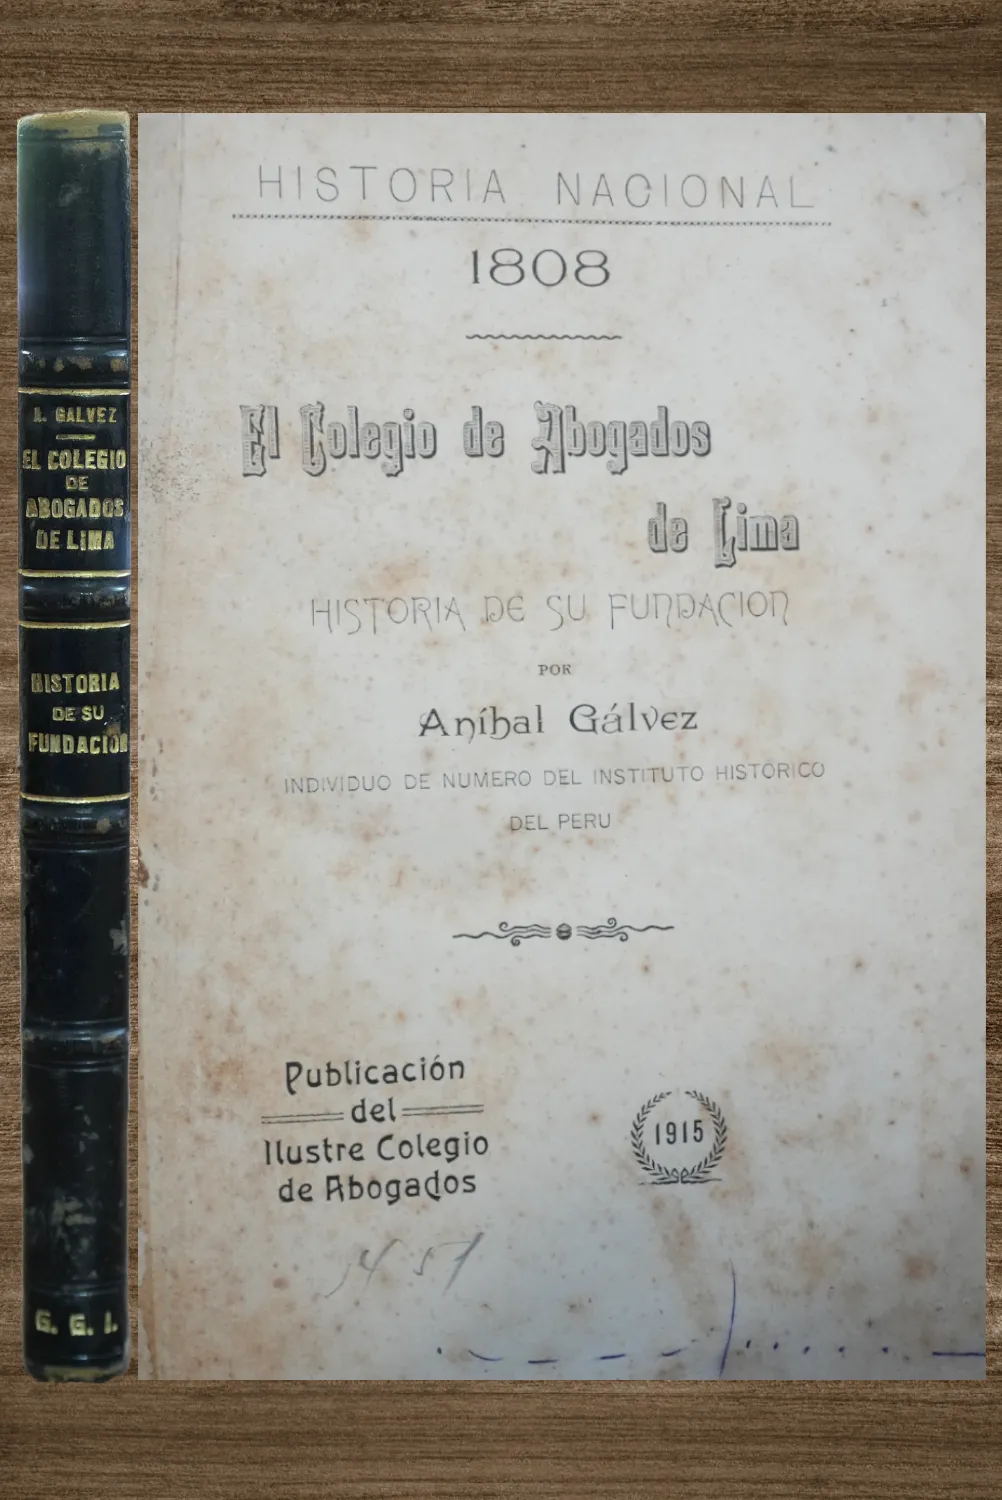 A. GALVEZ
EL COLEGIO
DE
ABOGADOS
DE LIMA
HISTORIA
DE SU
FUNDACION
G. G. I.
HISTORIA NACIONAL
1808
El Colegio de Abogados
de Lima
HISTORIA DE SU FUNDACION
POR
Aníbal Gálvez
INDIVIDUO DE NUMERO DEL INSTITUTO HISTÓRICO
DEL PERU
Publicación
del
Ilustre Colegio
de Abogados
1915